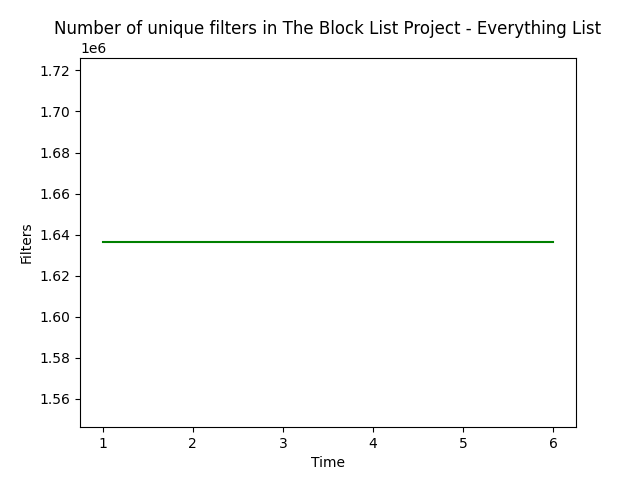 Number of unique filters in The Block List Project - Everything List
1e6
1.72
1.70
1.68
1.66
1.64
1.62
1.60
1.58
1.56
Filters
1 2 3 4 5 6
Time